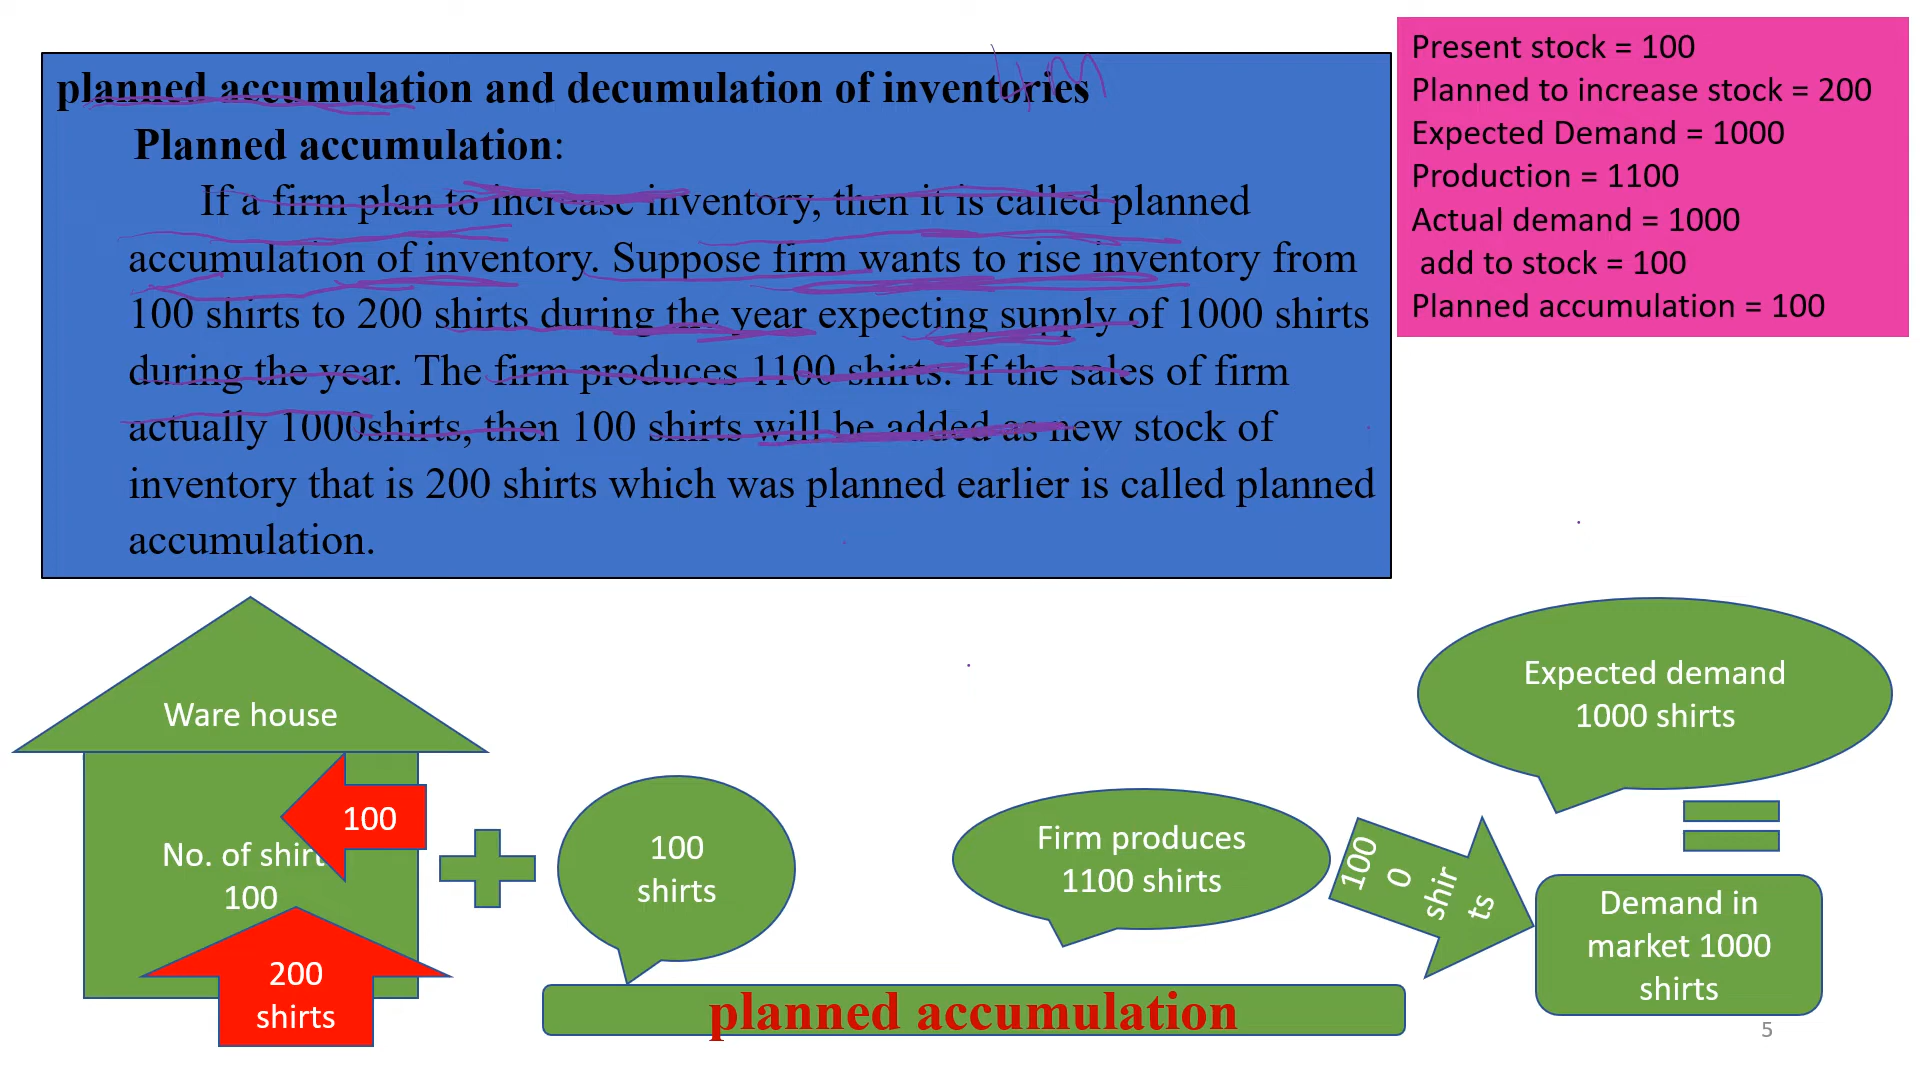 planned accumulation and decumulation of inventories
4M
Planned accumulation:
If a firm plan to increase inventory, then it is called planned
accumulation of inventory. Suppose firm wants to rise inventory from
100 shirts to 200 shirts during the year expecting supply of 1000 shirts
during the year. The firm produces 1100 shirts. If the sales of firm
actually 1000shirts, then 100 shirts will be added as new stock of
inventory that is 200 shirts which was planned earlier is called planned
accumulation.
Present stock = 100
Planned to increase stock = 200
Expected Demand = 1000
Production = 1100
Actual demand = 1000
add to stock = 100
Planned accumulation = 100
Ware house
No. of shirt
100
100
200
shirts
100
shirts
Firm produces
1100 shirts
100
0
shir
ts
Expected demand
1000 shirts
Demand in
market 1000
shirts
planned accumulation
5